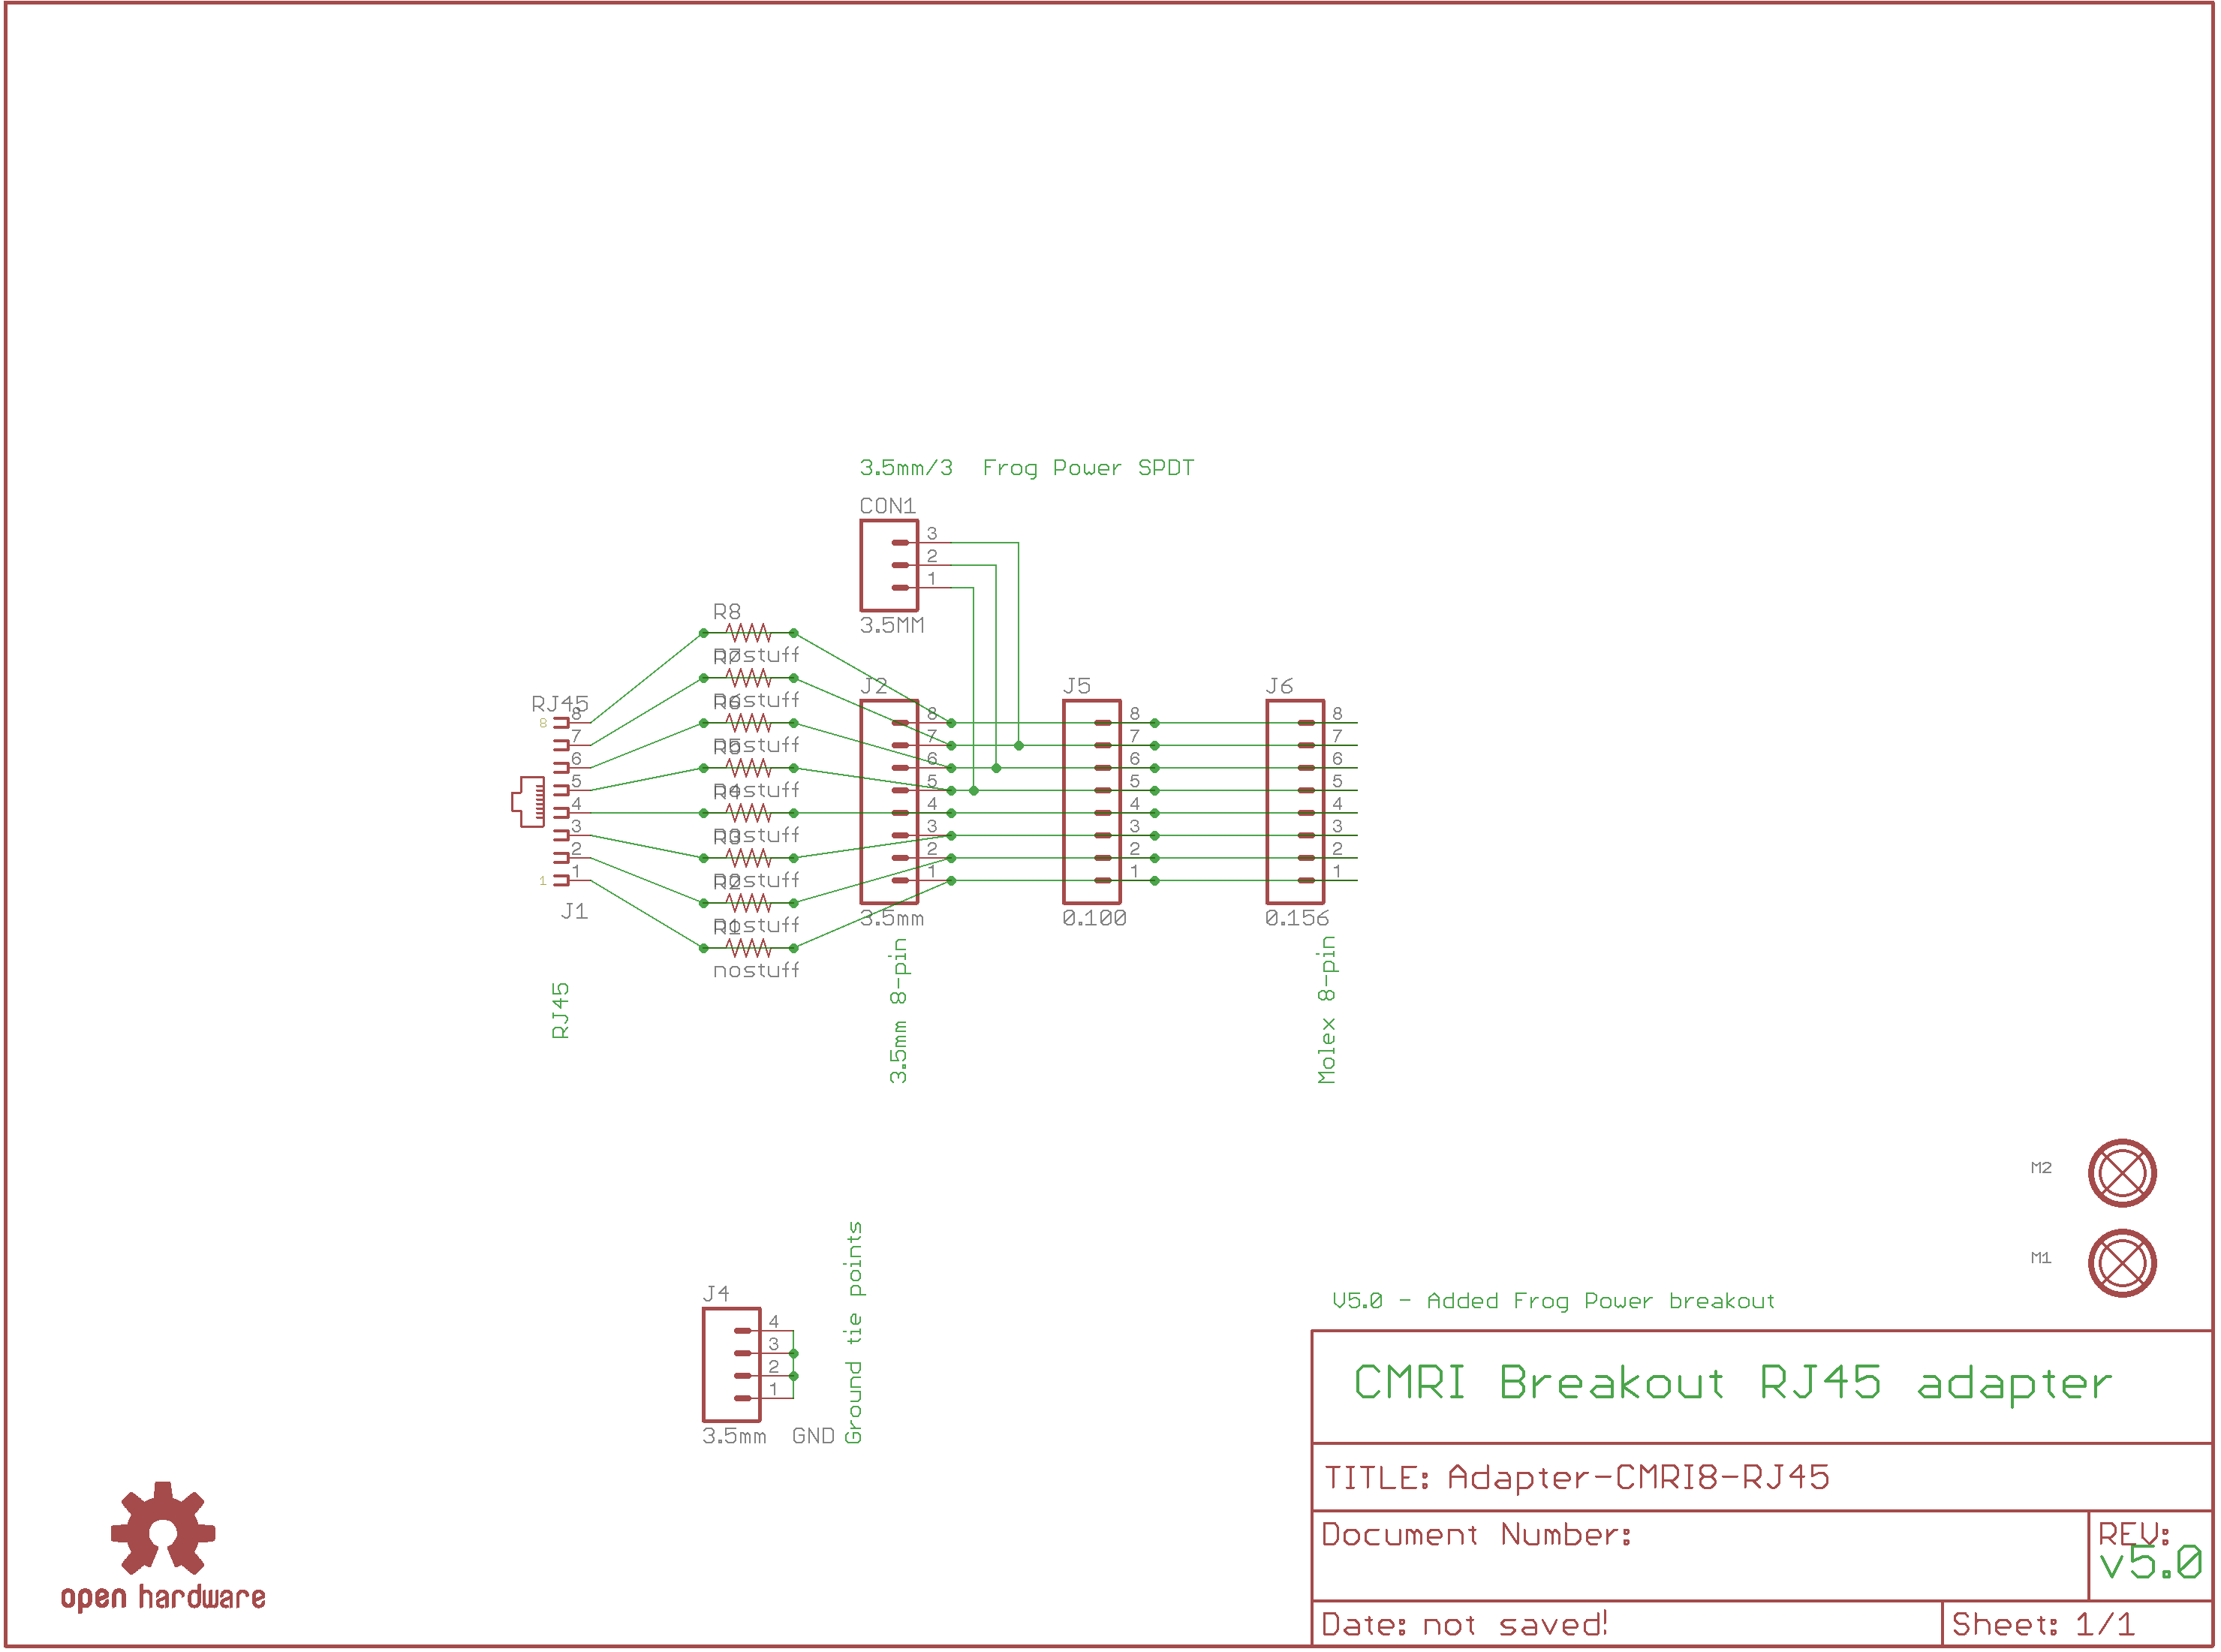 3.5mm/3 Frog Power SPDT
CON1
3
2
1
3.5MM
R8
nostuff
R7
nostuff
R6
nostuff
R5
nostuff
R4
nostuff
R3
nostuff
R2
nostuff
R1
nostuff
RJ45
8
8
7
6
5
4
3
2
1
1
J1
RJ45
J2
8
7
6
5
4
3
2
1
3.5mm
3.5mm 8-pin
J5
8
7
6
5
4
3
2
1
0.100
J6
8
7
6
5
4
3
2
1
0.156
Molex 8-pin
M2
M1
J4
4
3
2
1
3.5mm
GND
Ground tie points
V5.0 - Added Frog Power breakout
CMRI Breakout RJ45 adapter
TITLE: Adapter-CMRI8-RJ45
Document Number:
REV:
v5.0
Date: not saved!
Sheet: 1/1
open hardware